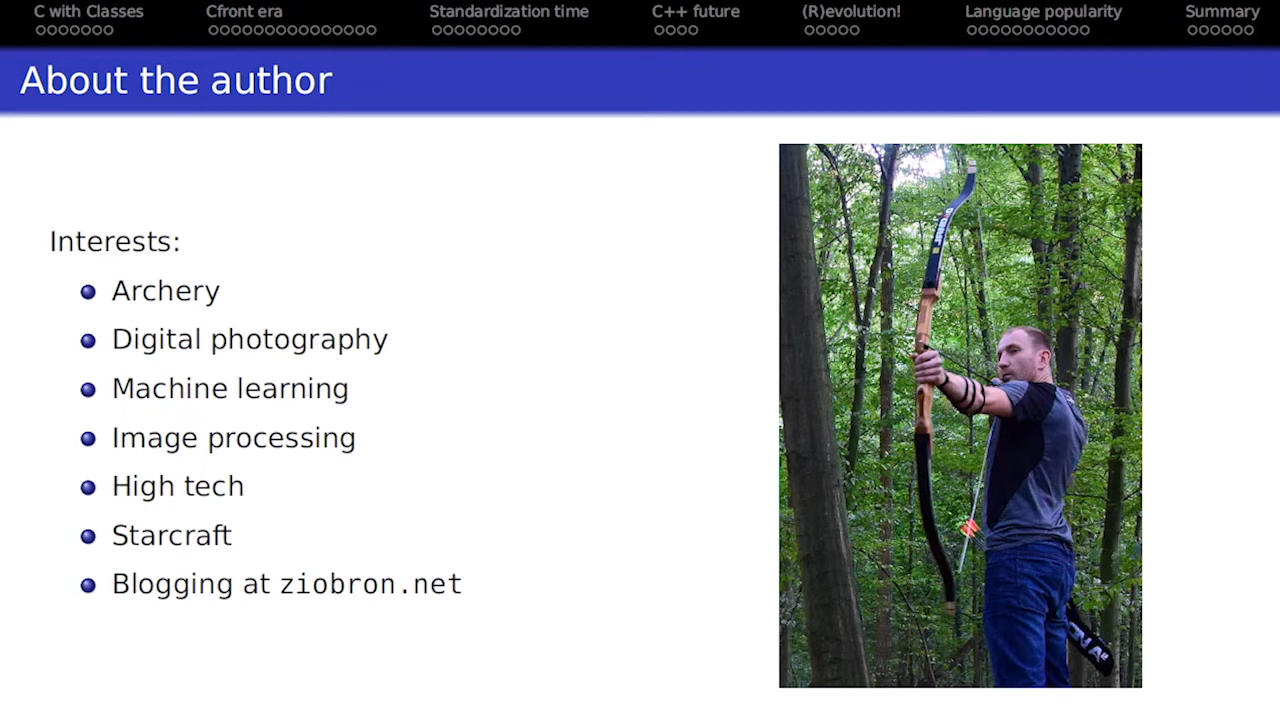 C with Classes Cfront era Standardization time C++ future (R)evolution! Language popularity Summary
About the author
Interests:
Archery
Digital photography
Machine learning
Image processing
High tech
Starcraft
Blogging at ziobron.net